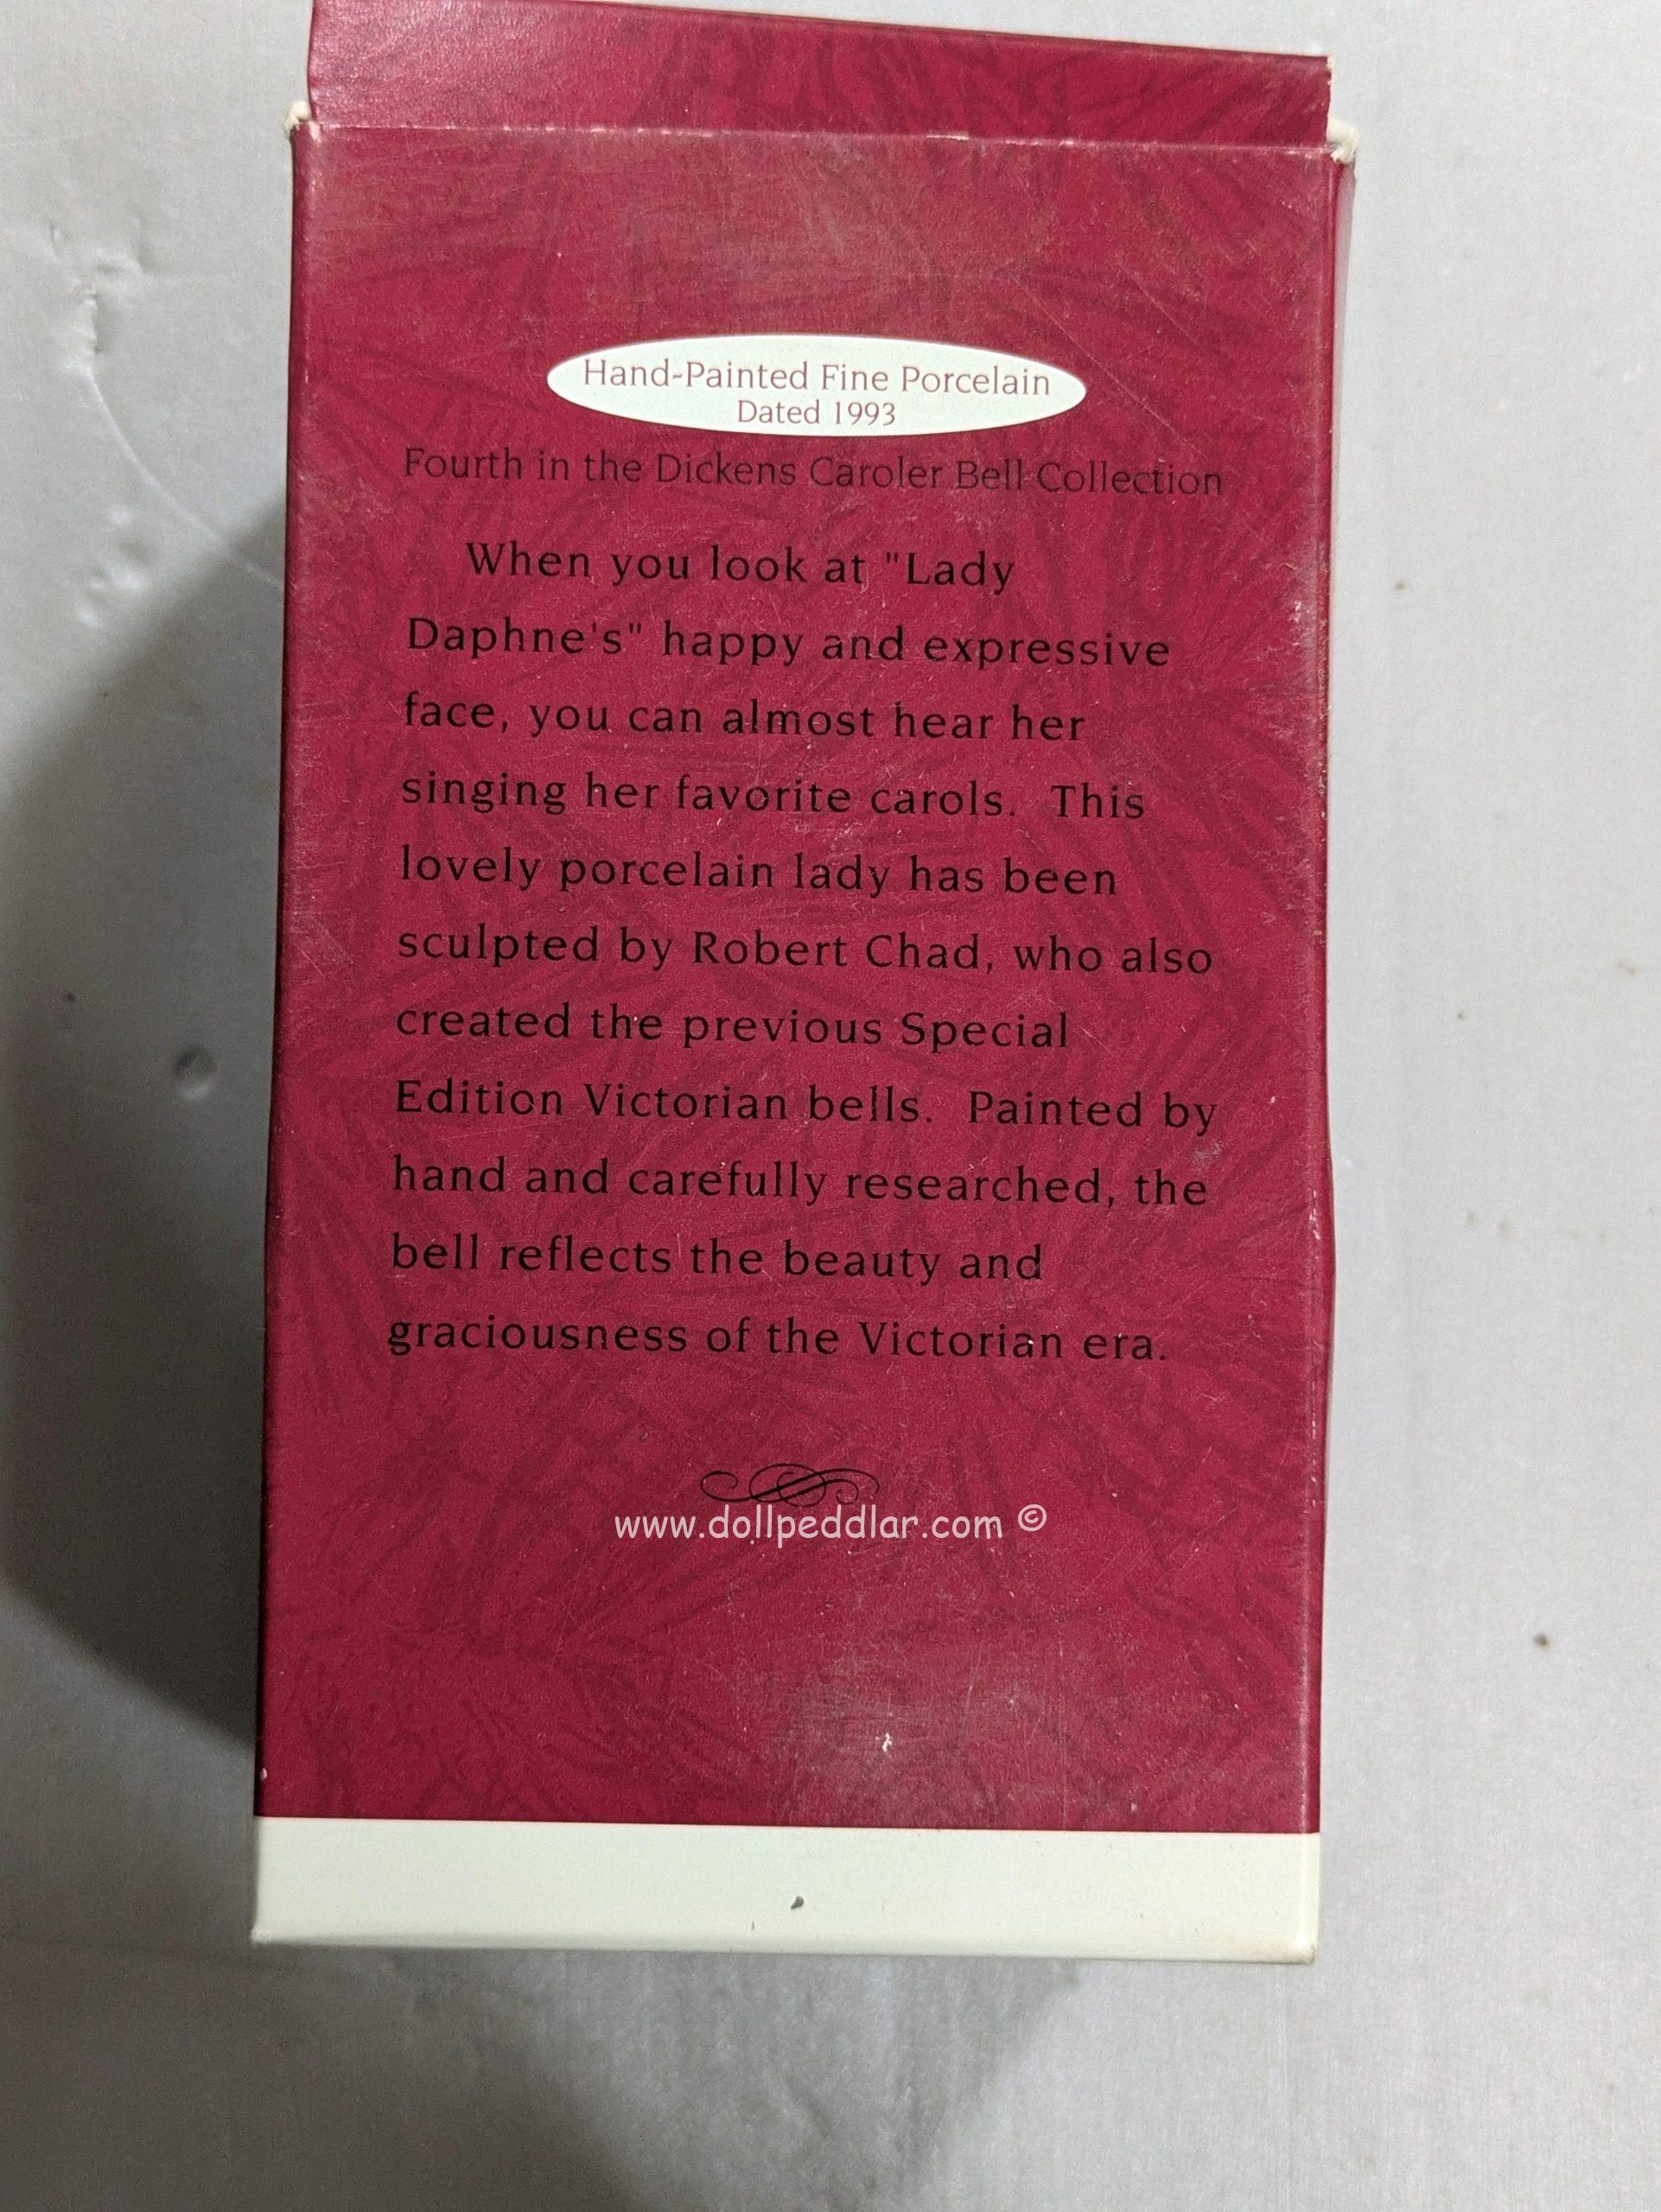 Hand-Painted Fine Porcelain
Dated 1993
Fourth in the Dickens Caroler Bell Collection
When you look at "Lady
Daphne's" happy and expressive
face, you can almost hear her
singing her favorite carols. This
lovely porcelain lady has been
sculpted by Robert Chad, who also
created the previous Special
Edition Victorian bells. Painted by
hand and carefully researched, the
bell reflects the beauty and
graciousness of the Victorian era.
www.dollpeddlar.com ©